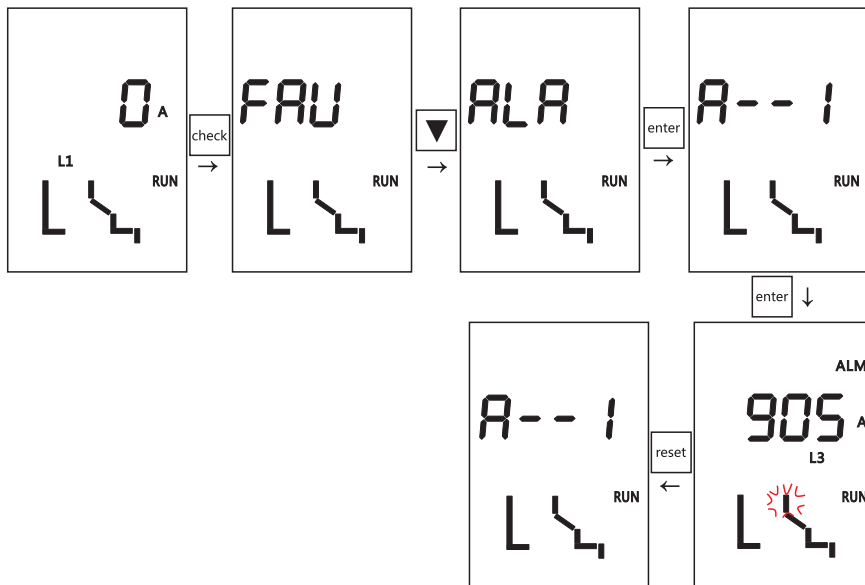 0 A
L1
RUN
check
→
FAU
RUN
▼
→
ALA
RUN
enter
→
A--1
RUN
enter ↓
ALM
905 A
L3
RUN
reset
←
A--1
RUN